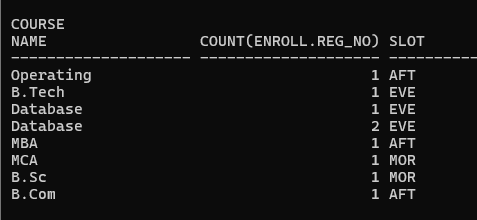 COURSE
NAME                 COUNT(ENROLL.REG_NO) SLOT
-------------------- -------------------- ----------
Operating                               1 AFT
B.Tech                                  1 EVE
Database                                1 EVE
Database                                2 EVE
MBA                                     1 AFT
MCA                                     1 MOR
B.Sc                                    1 MOR
B.Com                                   1 AFT